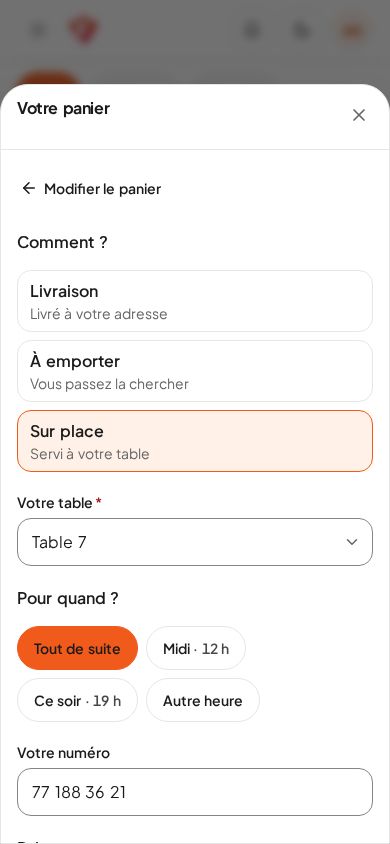 Votre panier
Modifier le panier
Comment ?
Livraison
Livré à votre adresse
À emporter
Vous passez la chercher
Sur place
Servi à votre table
Votre table *
Table 7
Pour quand ?
Tout de suite
Midi · 12 h
Ce soir · 19 h
Autre heure
Votre numéro
77 188 36 21